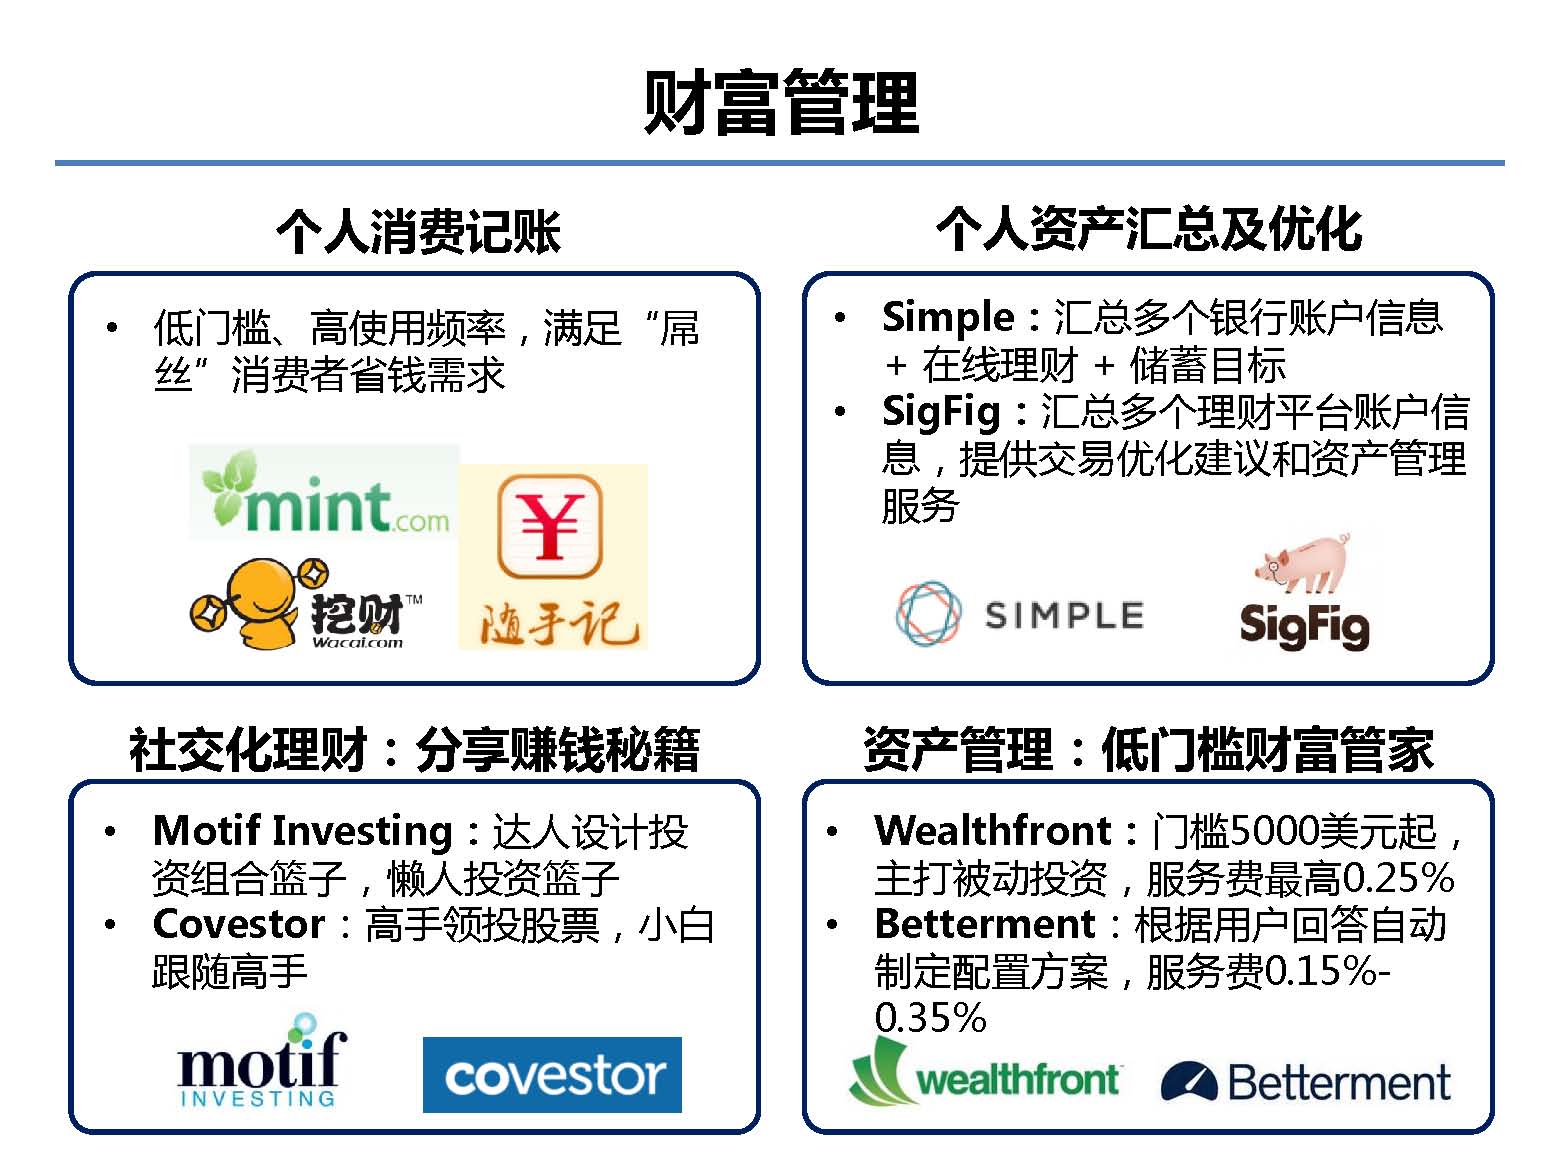 财富管理
个人消费记账
• 低门槛、高使用频率，满足“屌
丝”消费者省钱需求
mint.com
¥
随手记
挖财™
Wacai.com
个人资产汇总及优化
• Simple：汇总多个银行账户信息
+ 在线理财 + 储蓄目标
• SigFig：汇总多个理财平台账户信
息，提供交易优化建议和资产管理
服务
SIMPLE
SigFig
社交化理财：分享赚钱秘籍
• Motif Investing：达人设计投
资组合篮子，懒人投资篮子
• Covestor：高手领投股票，小白
跟随高手
motif
INVESTING
covestor
资产管理：低门槛财富管家
• Wealthfront：门槛5000美元起，
主打被动投资，服务费最高0.25%
• Betterment：根据用户回答自动
制定配置方案，服务费0.15%-
0.35%
wealthfront
Betterment